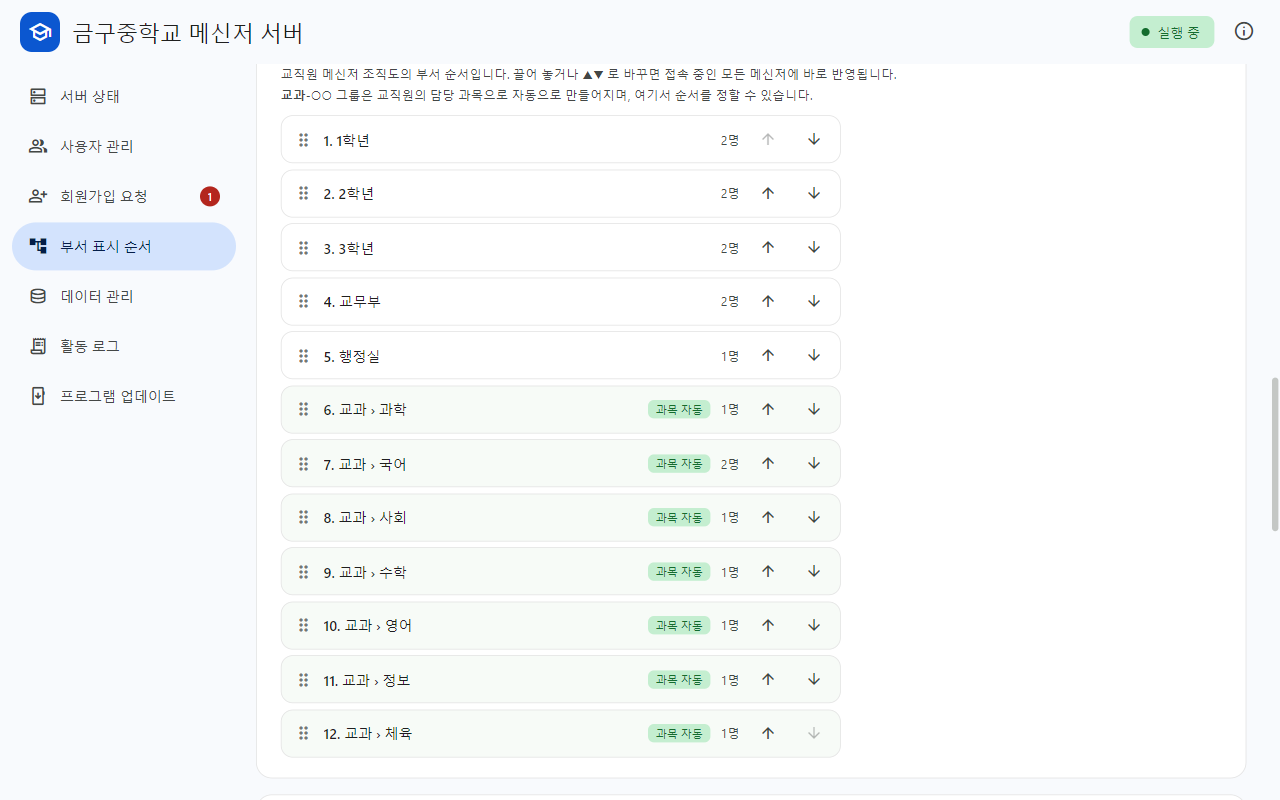 금구중학교 메신저 서버
실행 중
서버 상태
사용자 관리
회원가입 요청 1
부서 표시 순서
데이터 관리
활동 로그
프로그램 업데이트
교직원 메신저 조직도의 부서 순서입니다. 끌어 놓거나 ▲▼ 로 바꾸면 접속 중인 모든 메신저에 바로 반영됩니다.
교과-○○ 그룹은 교직원의 담당 과목으로 자동으로 만들어지며, 여기서 순서를 정할 수 있습니다.
1. 1학년 2명
2. 2학년 2명
3. 3학년 2명
4. 교무부 2명
5. 행정실 1명
6. 교과 › 과학 과목 자동 1명
7. 교과 › 국어 과목 자동 2명
8. 교과 › 사회 과목 자동 1명
9. 교과 › 수학 과목 자동 1명
10. 교과 › 영어 과목 자동 1명
11. 교과 › 정보 과목 자동 1명
12. 교과 › 체육 과목 자동 1명